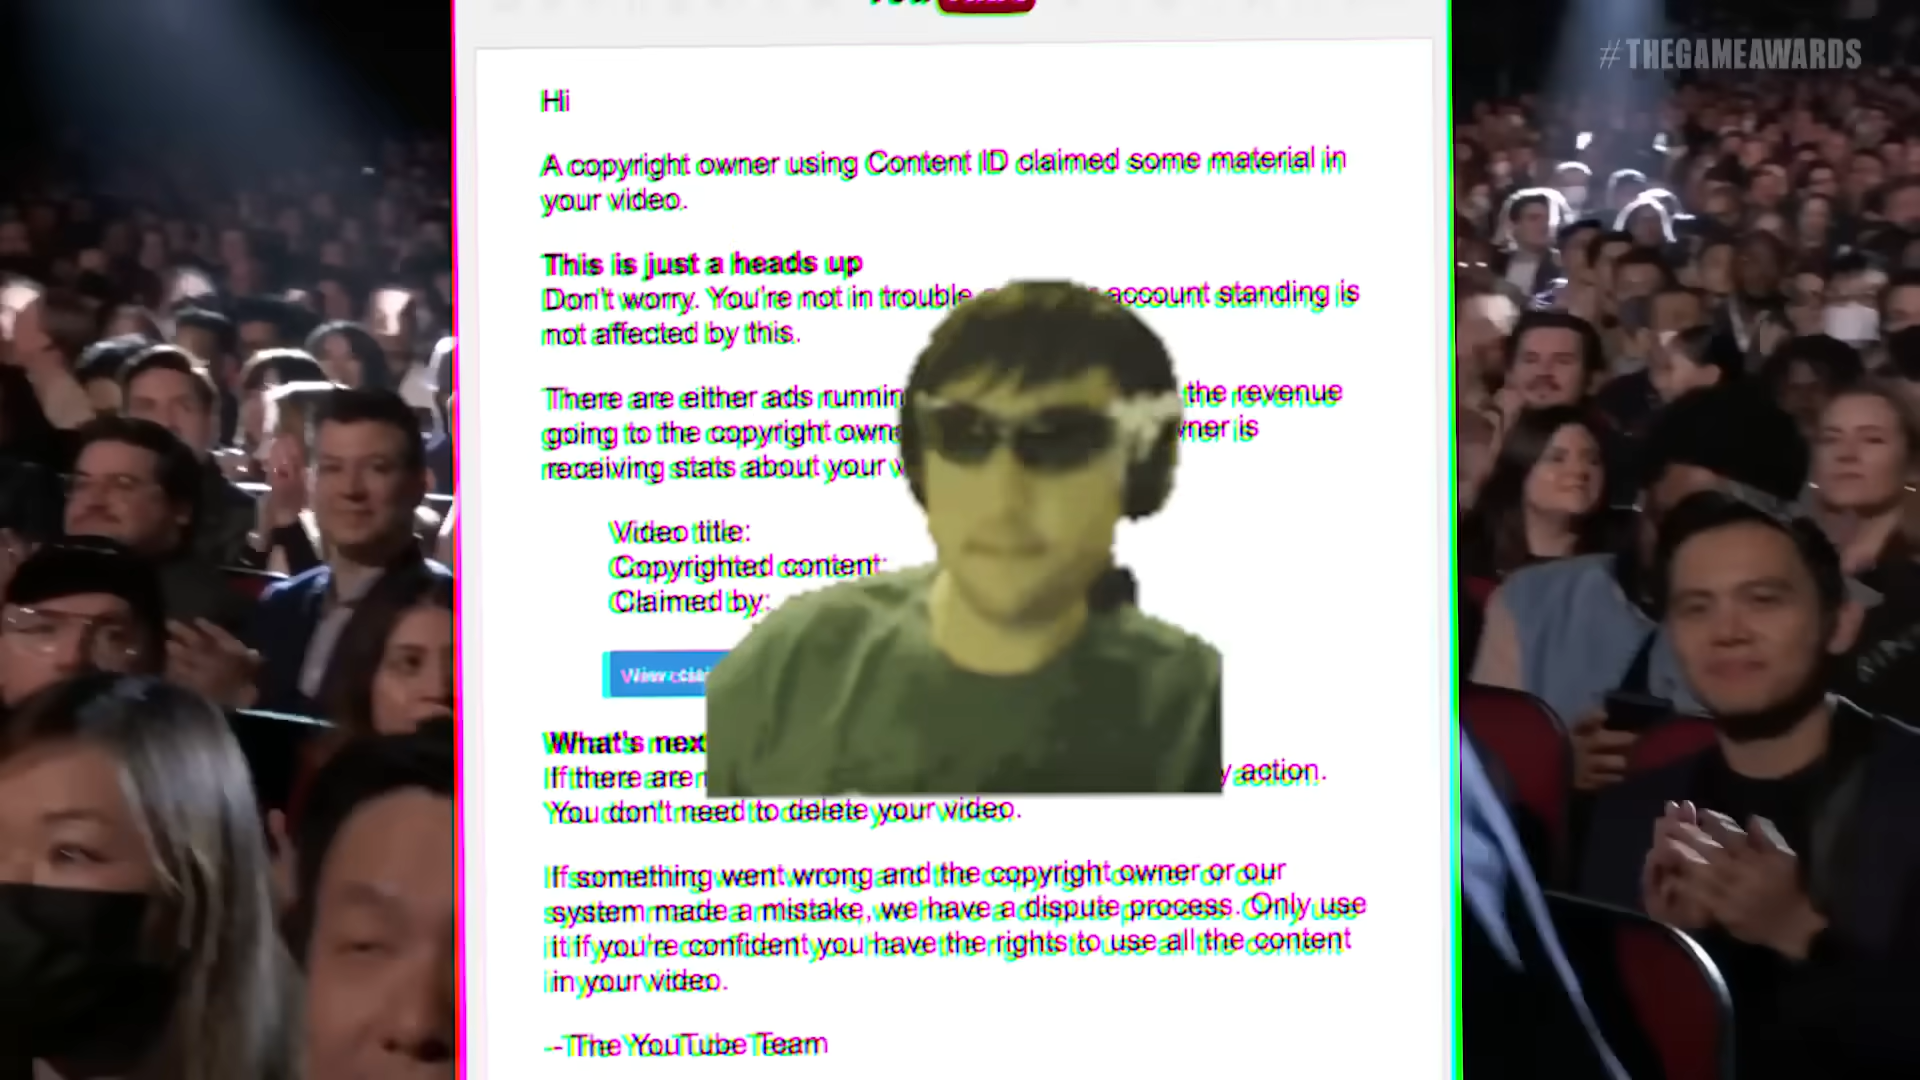 #THEGAMEAWARDS
Hi
A copyright owner using Content ID claimed some material in
your video.
This is just a heads up
Don't worry. You're not in trouble account standing is
not affected by this.
There are either ads the revenue
going to the copyright is
receiving stats about your
Video title:
Copyrighted content:
Claimed by:
View
What's
If there are action.
You don't need to delete your video.
If something went wrong and the copyright owner or our
system made a mistake, we have a dispute process. Only use
it if you're confident you have the rights to use all the content
in your video.
--The YouTube Team